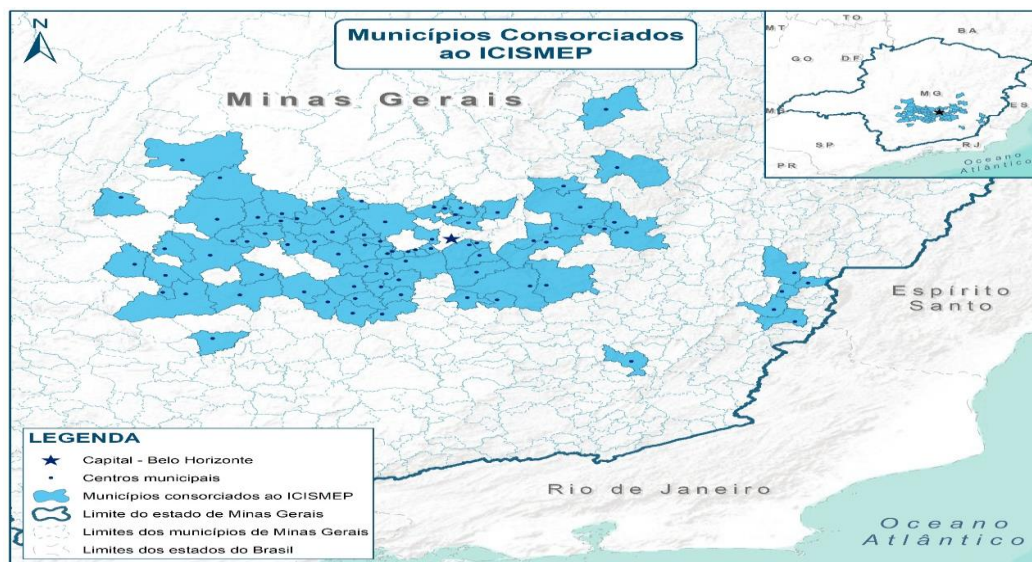 N
Municípios Consorciados
ao ICISMEP
Minas Gerais
TO
MT
BA
GO
DF
MG
ES
SP
RJ
PR
Oceano
Atlântico
Espírito
Santo
LEGENDA
Capital - Belo Horizonte
Centros municipais
Municípios consorciados ao ICISMEP
Limite do estado de Minas Gerais
Limites dos municípios de Minas Gerais
Limites dos estados do Brasil
Rio de Janeiro
Oceano
Atlântico